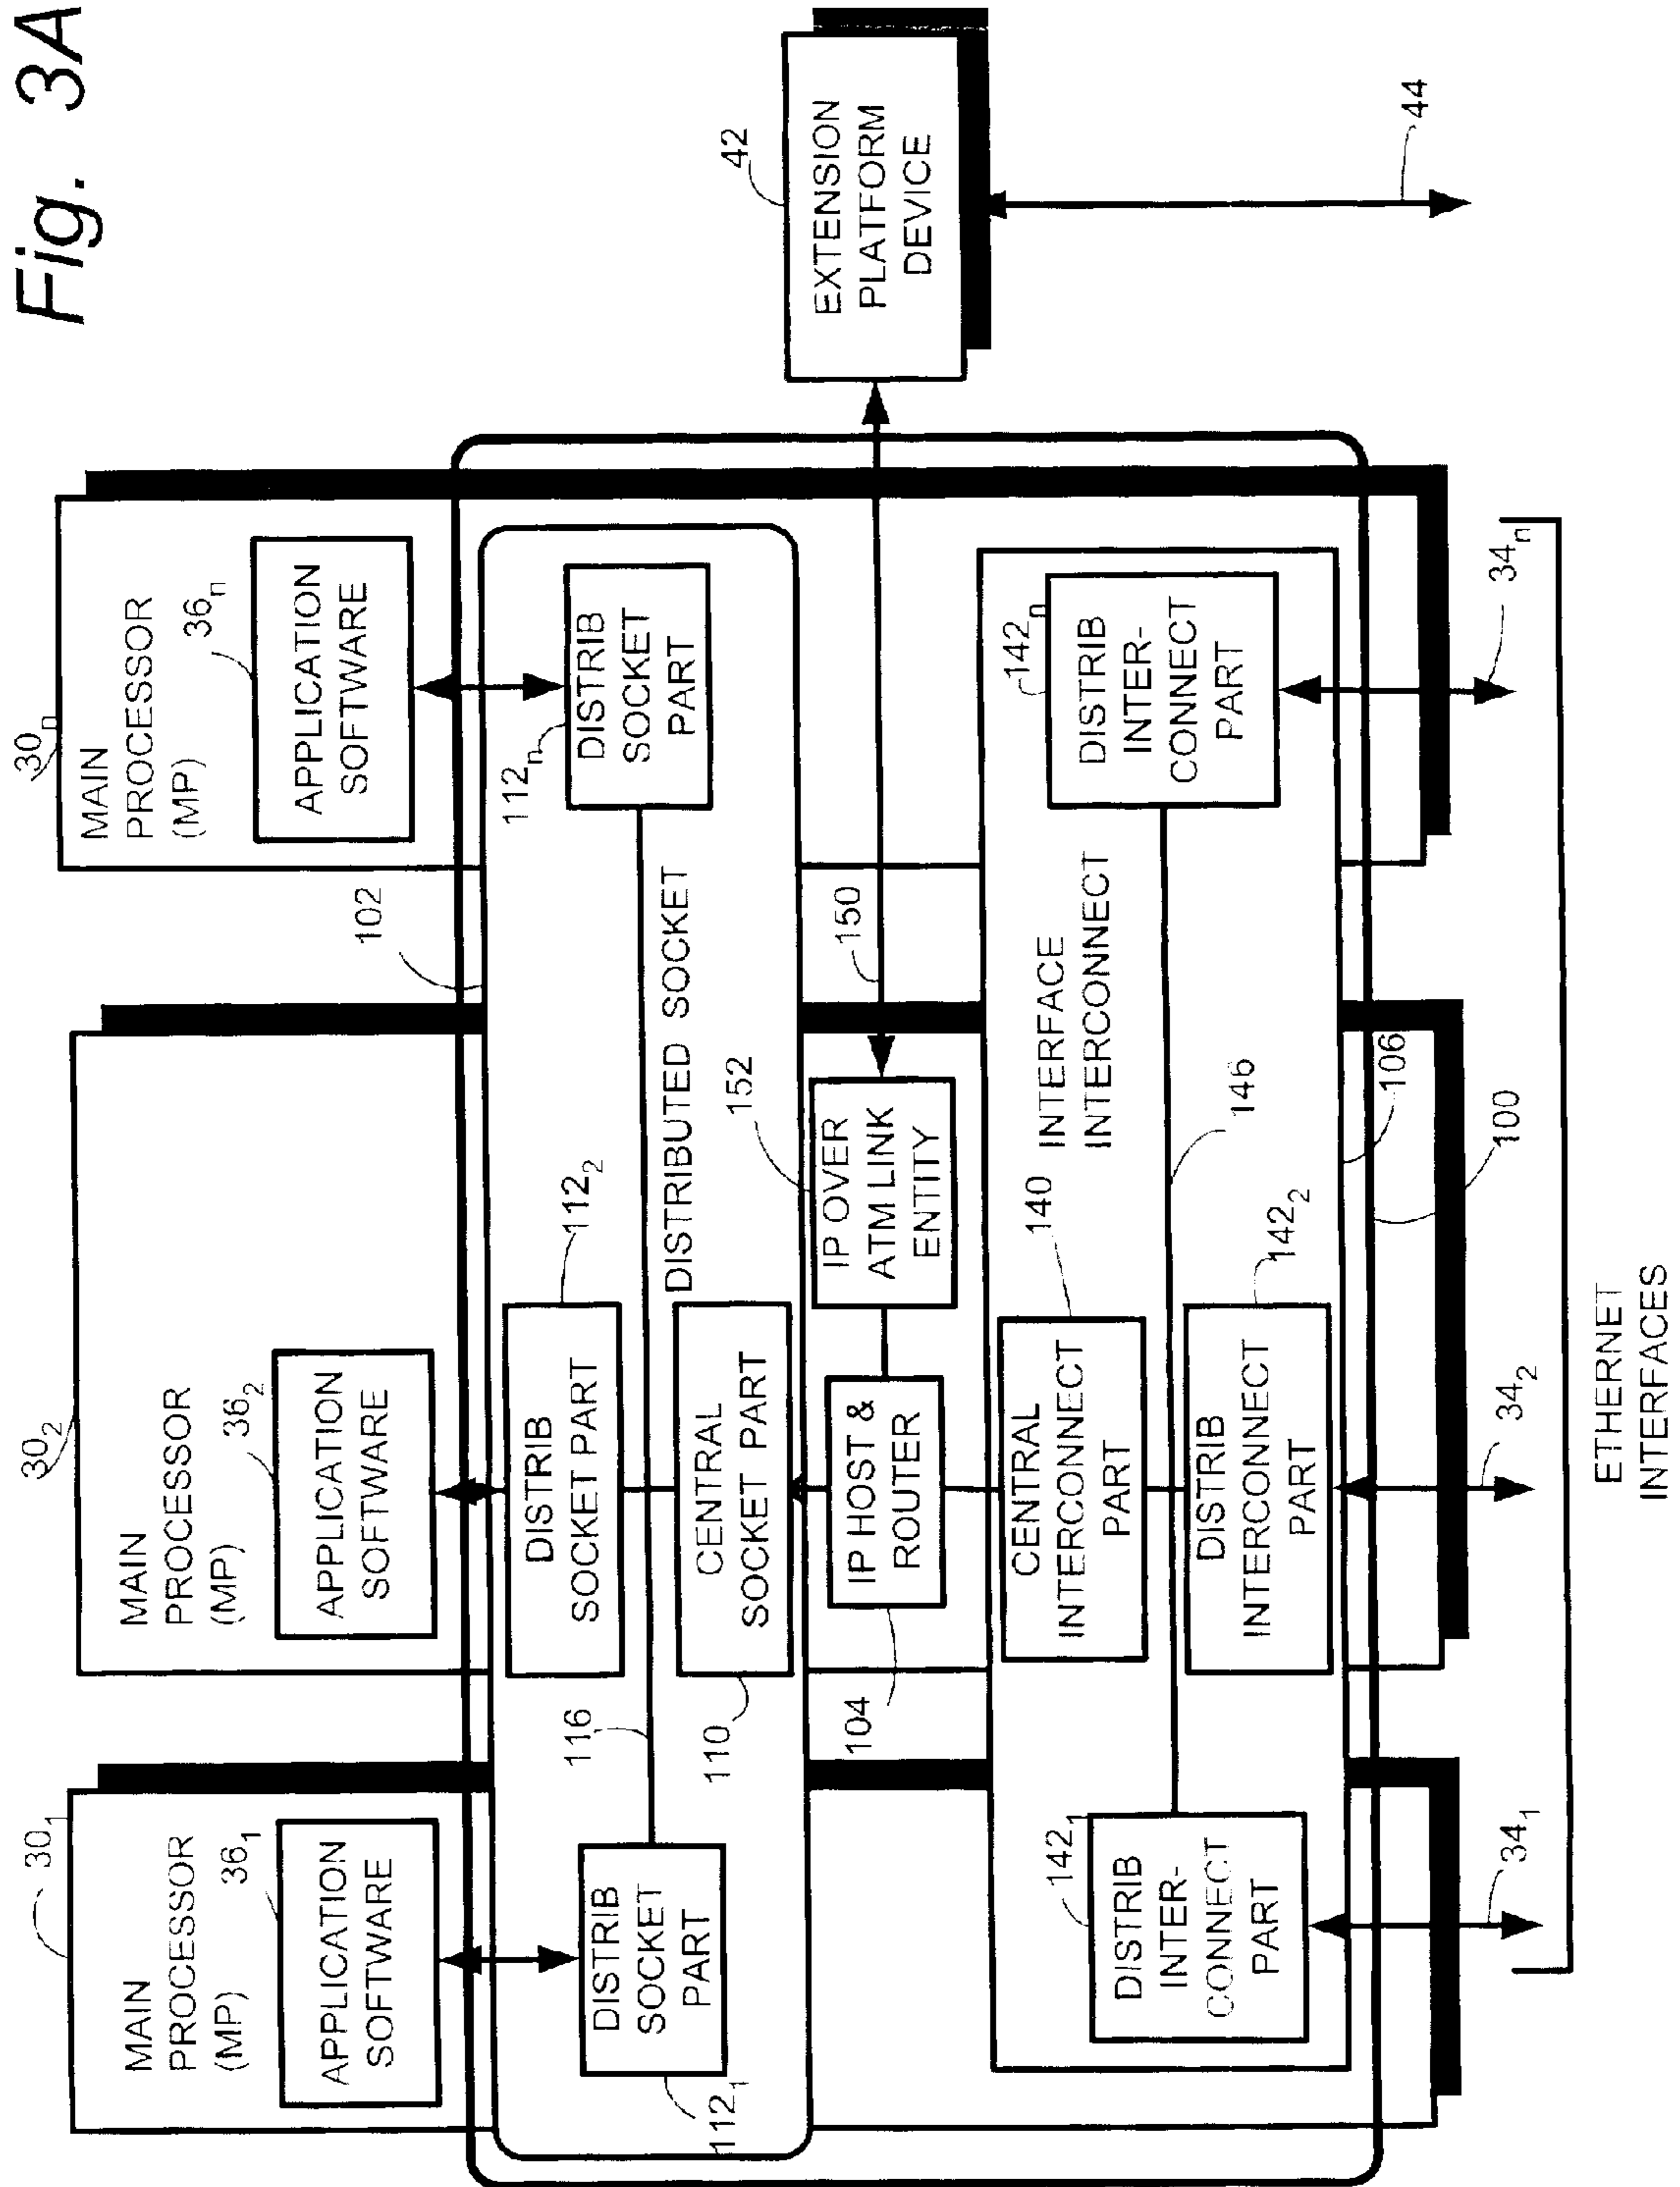 Fig. 3A
30₁
MAIN
PROCESSOR
(MP)
36₁
APPLICATION
SOFTWARE
30₂
MAIN
PROCESSOR
(MP)
36₂
APPLICATION
SOFTWARE
30ₙ
MAIN
PROCESSOR
(MP)
36ₙ
APPLICATION
SOFTWARE
102
112₁
DISTRIB
SOCKET
PART
116
112₂
DISTRIB
SOCKET PART
112ₙ
DISTRIB
SOCKET
PART
DISTRIBUTED SOCKET
110
CENTRAL
SOCKET PART
104
IP HOST &
ROUTER
152
IP OVER
ATM LINK
ENTITY
150
42
EXTENSION
PLATFORM
DEVICE
44
140
CENTRAL
INTERCONNECT
PART
INTERFACE
INTERCONNECT
146
142₁
DISTRIB
INTER-
CONNECT
PART
142₂
DISTRIB
INTERCONNECT
PART
142ₙ
DISTRIB
INTER-
CONNECT
PART
106
100
34₁
34₂
34ₙ
ETHERNET
INTERFACES